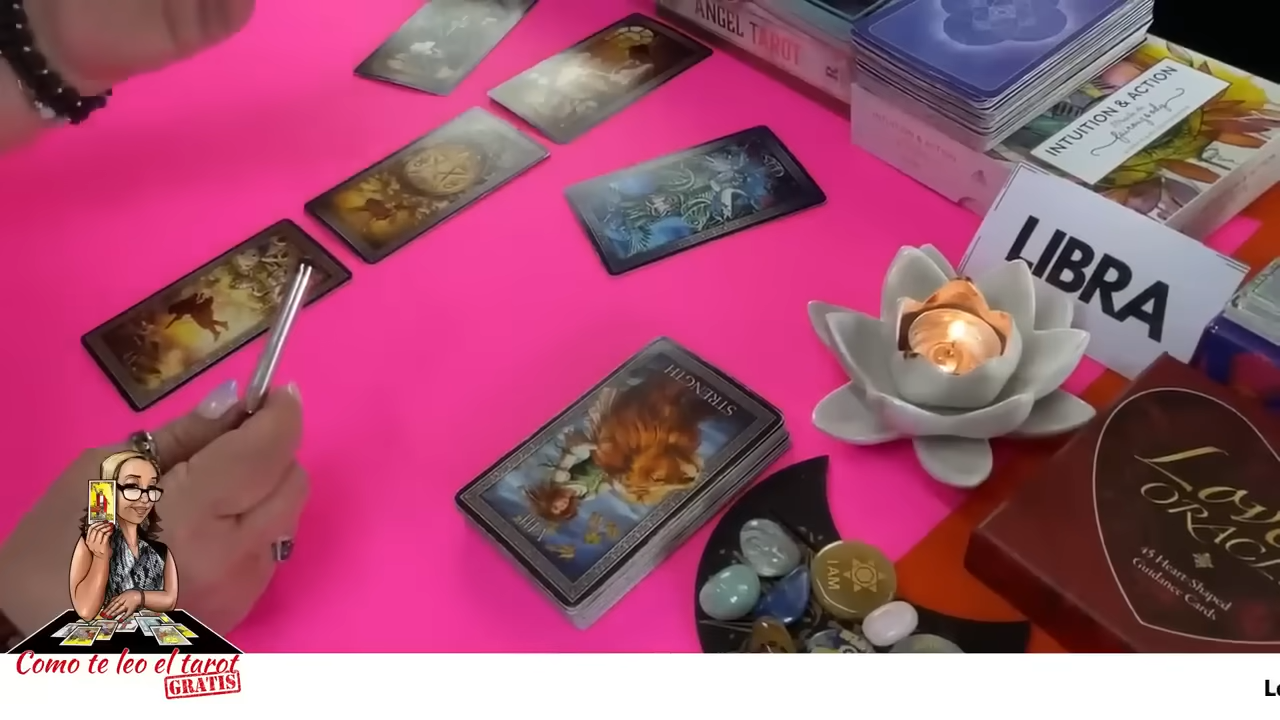 ANGEL TAROT
INTUITION & ACTION
LIBRA
STRENGTH
VIII
I AM
Love
ORACLE
45 Heart-Shaped
Guidance Cards
Como te leo el tarot
GRATIS